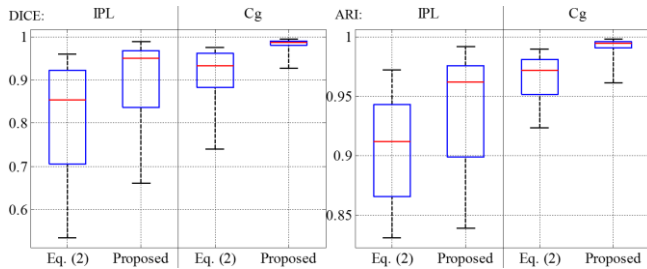 DICE: IPL Cg
1
0.9
0.8
0.7
0.6
Eq. (2) Proposed Eq. (2) Proposed
ARI: IPL Cg
1
0.95
0.9
0.85
Eq. (2) Proposed Eq. (2) Proposed